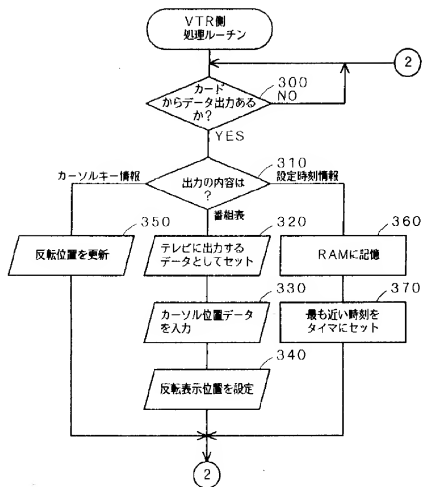 VTR側
処理ルーチン
2
300
カード
からデータ出力ある
か?
NO
YES
310
カーソルキー情報
出力の内容は
?
設定時刻情報
番組表
350
反転位置を更新
320
テレビに出力する
データとしてセット
360
RAMに記憶
330
カーソル位置データ
を入力
370
最も近い時刻を
タイマにセット
340
反転表示位置を設定
2